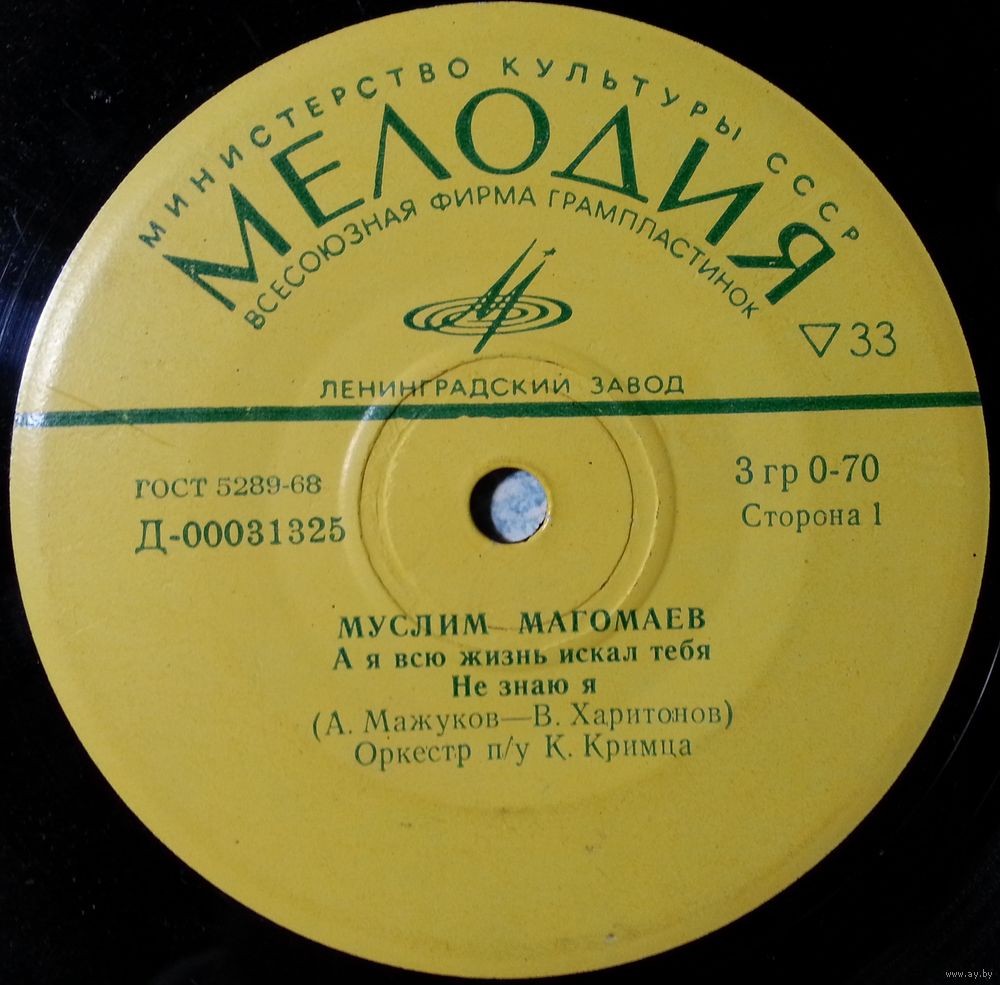 МИНИСТЕРСТВО КУЛЬТУРЫ СССР
МЕЛОДИЯ
ВСЕСОЮЗНАЯ ФИРМА ГРАМПЛАСТИНОК
33
ЛЕНИНГРАДСКИЙ ЗАВОД
ГОСТ 5289-68
Д-00031325
3 гр 0-70
Сторона 1
МУСЛИМ МАГОМАЕВ
А я всю жизнь искал тебя
Не знаю я
(А. Мажуков—В. Харитонов)
Оркестр п/у К. Кримца
www.ay.by